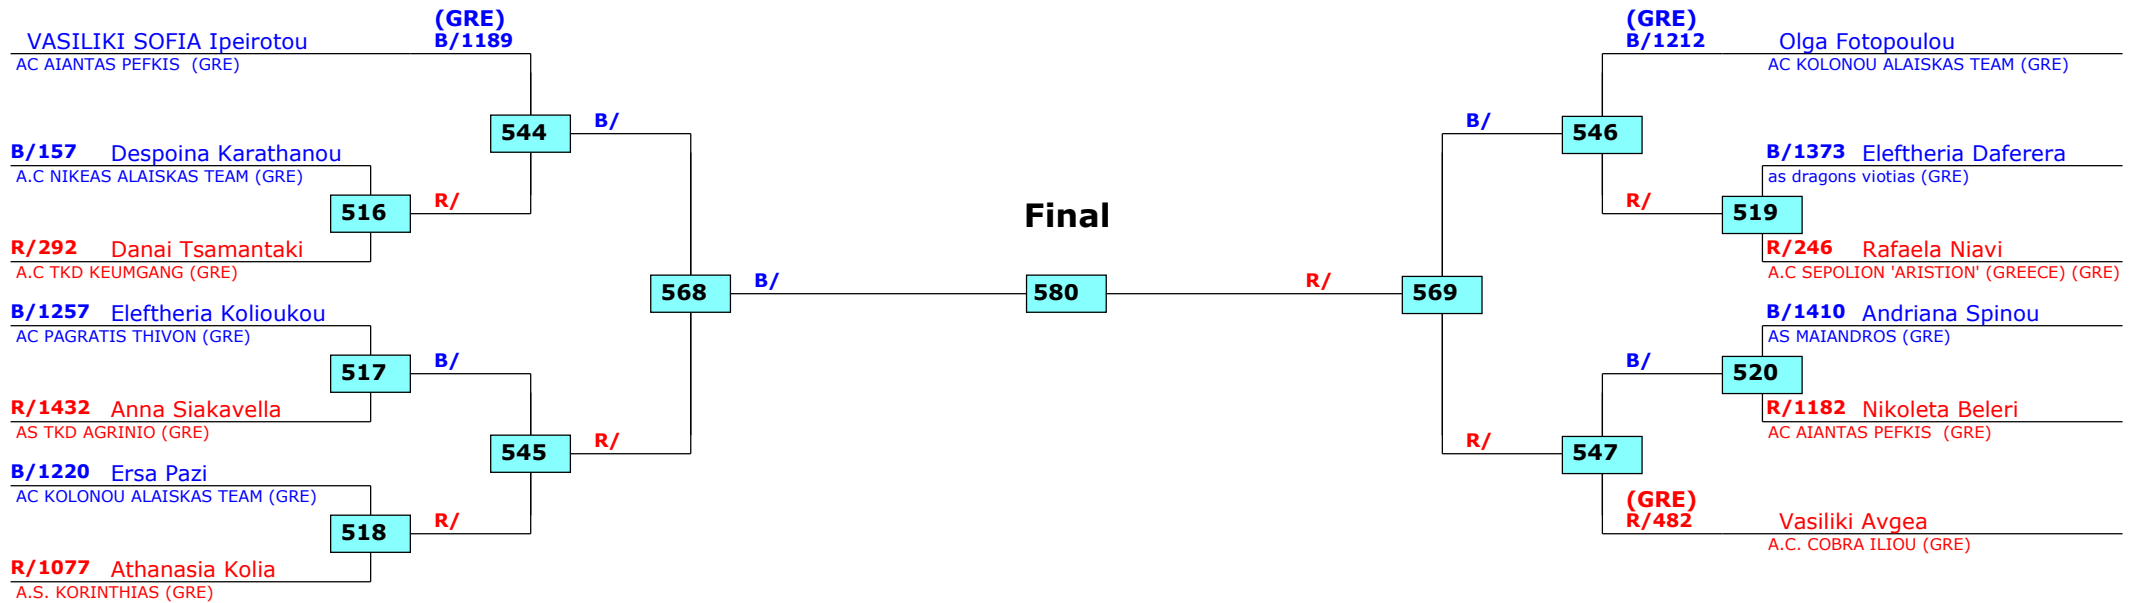 (GRE)
VASILIKI SOFIA Ipeirotou B/1189
AC AIANTAS PEFKIS (GRE)
544 B/
B/157 Despoina Karathanou
A.C NIKEAS ALAISKAS TEAM (GRE)
516 R/
R/292 Danai Tsamantaki
A.C TKD KEUMGANG (GRE)
568 B/
B/1257 Eleftheria Kolioukou
AC PAGRATIS THIVON (GRE)
517 B/
R/1432 Anna Siakavella
AS TKD AGRINIO (GRE)
545 R/
B/1220 Ersa Pazi
AC KOLONOU ALAISKAS TEAM (GRE)
518 R/
R/1077 Athanasia Kolia
A.S. KORINTHIAS (GRE)
Final
580
(GRE)
B/1212 Olga Fotopoulou
AC KOLONOU ALAISKAS TEAM (GRE)
B/ 546
B/1373 Eleftheria Daferera
as dragons viotias (GRE)
R/ 519
R/246 Rafaela Niavi
A.C SEPOLION 'ARISTION' (GREECE) (GRE)
R/ 569
B/1410 Andriana Spinou
AS MAIANDROS (GRE)
B/ 520
R/1182 Nikoleta Beleri
AC AIANTAS PEFKIS (GRE)
R/ 547
(GRE)
R/482 Vasiliki Avgea
A.C. COBRA ILIOU (GRE)